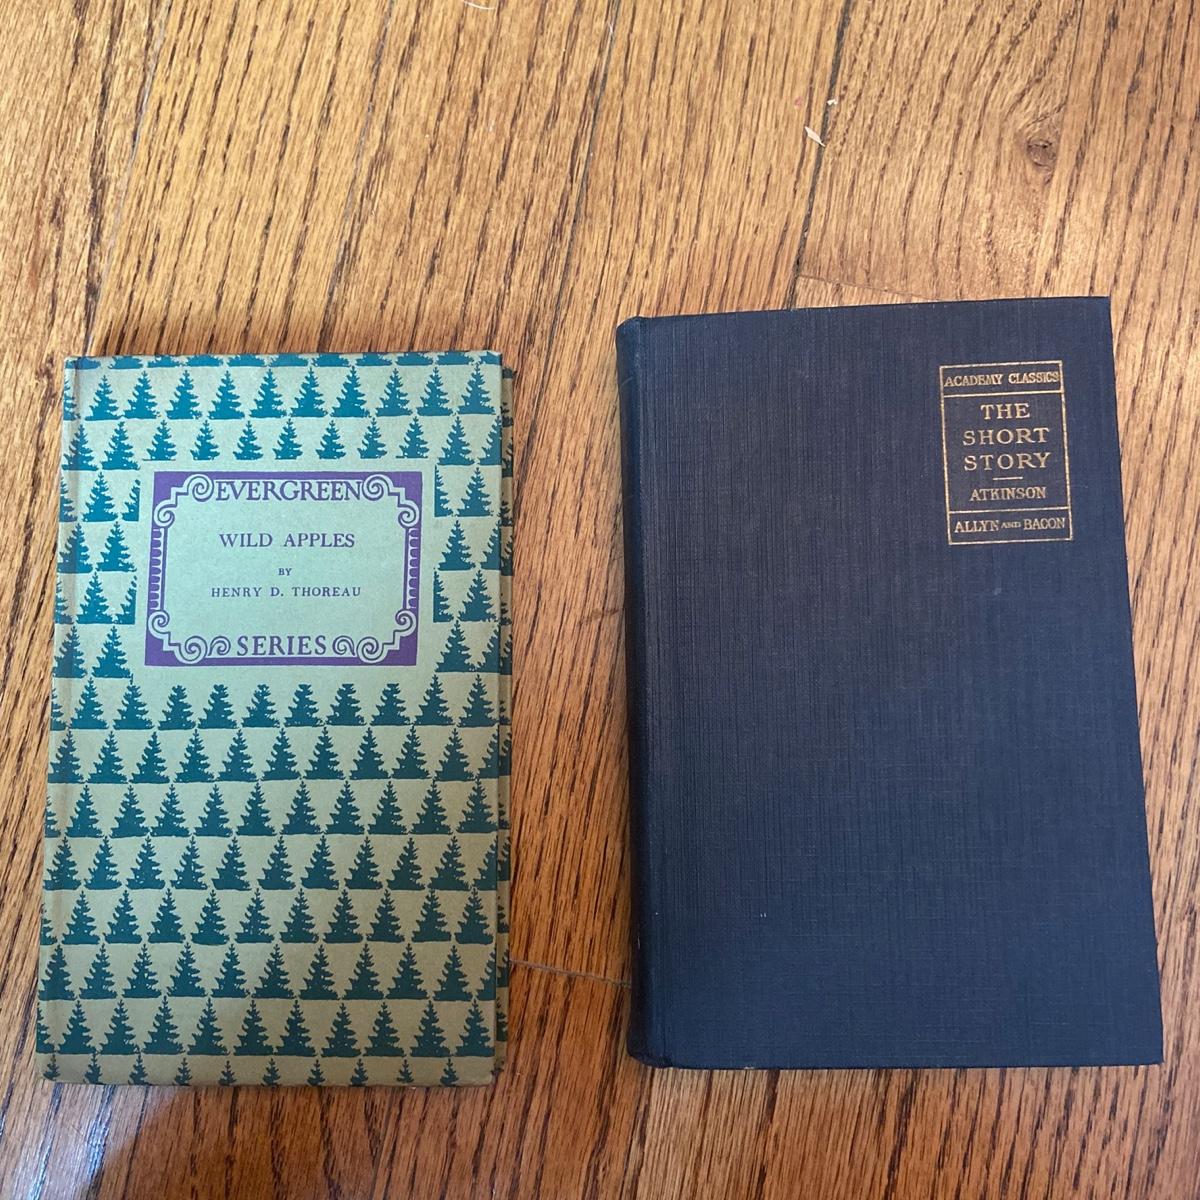 EVERGREEN
WILD APPLES
BY
HENRY D. THOREAU
SERIES
ACADEMY CLASSICS
THE
SHORT
STORY
ATKINSON
ALLYN AND BACON